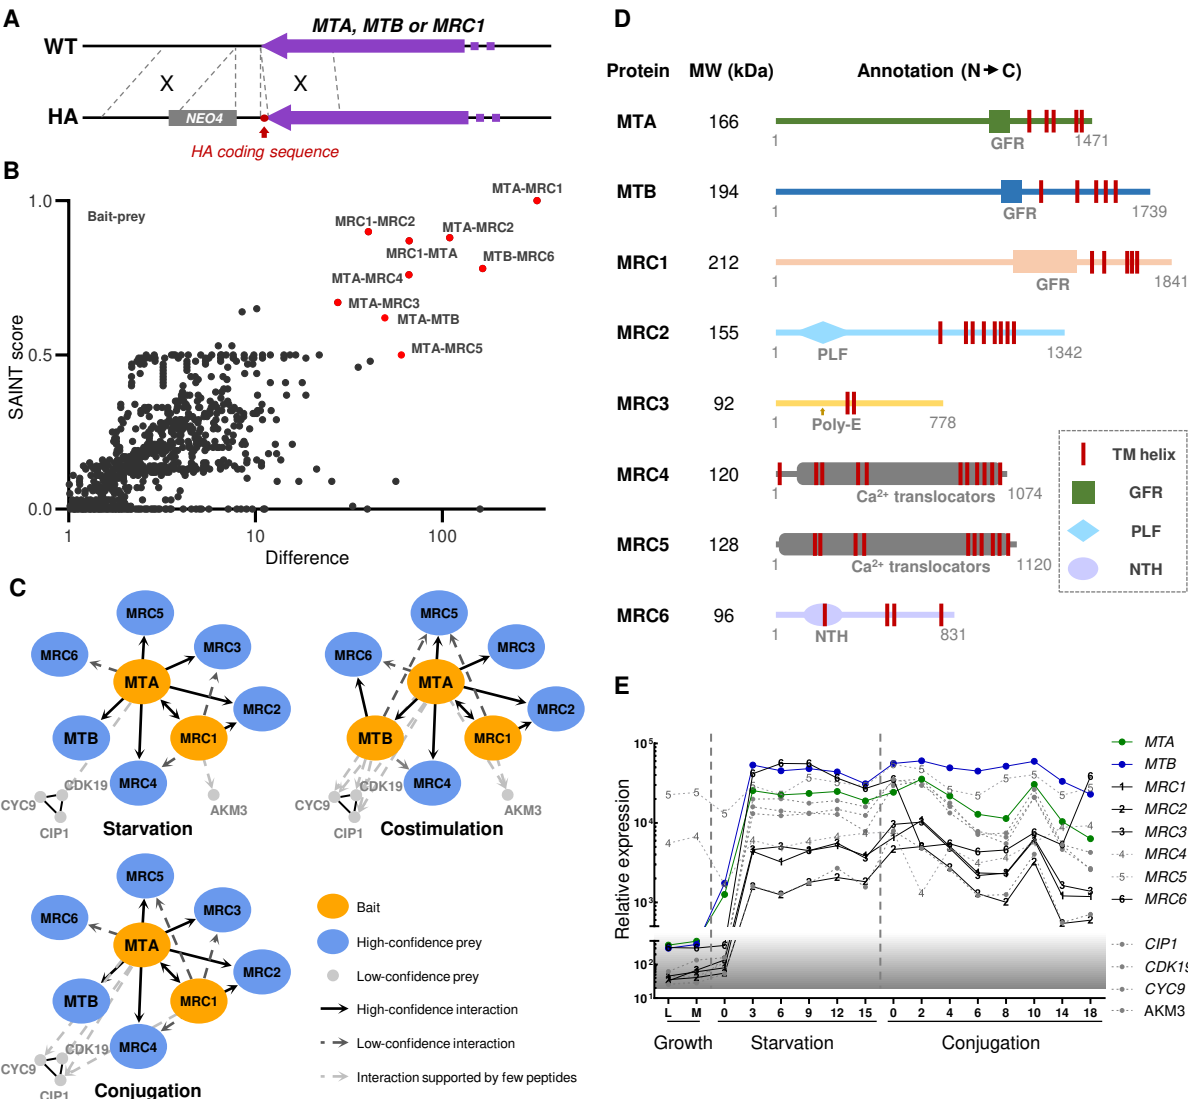 A
MTA, MTB or MRC1
WT
X
X
HA
NEO4
HA coding sequence
B
Bait-prey
SAINT score
1.0
0.5
0.0
1
10
100
Difference
MTA-MRC1
MRC1-MRC2
MTA-MRC2
MRC1-MTA
MTB-MRC6
MTA-MRC4
MTA-MRC3
MTA-MTB
MTA-MRC5
C
MRC5
MRC6
MRC3
MTA
MRC2
MTB
MRC1
MRC4
CDK19
CYC9
CIP1
AKM3
Starvation
MRC5
MRC6
MRC3
MTA
MRC2
MTB
MRC1
MRC4
CDK19
CYC9
CIP1
AKM3
Costimulation
MRC5
MRC6
MRC3
MTA
MRC2
MTB
MRC1
MRC4
CDK19
CYC9
CIP1
Conjugation
Bait
High-confidence prey
Low-confidence prey
High-confidence interaction
Low-confidence interaction
Interaction supported by few peptides
D
Protein MW (kDa) Annotation (N→C)
MTA 166
GFR
1 1471
MTB 194
GFR
1 1739
MRC1 212
GFR
1 1841
MRC2 155
PLF
1 1342
MRC3 92
Poly-E
1 778
MRC4 120
Ca²⁺ translocators
1 1074
MRC5 128
Ca²⁺ translocators
1 1120
MRC6 96
NTH
1 831
TM helix
GFR
PLF
NTH
E
Relative expression
10⁵
10⁴
10³
10²
10¹
L M 0 3 6 9 12 15 0 2 4 6 8 10 14 18
Growth Starvation Conjugation
MTA
MTB
1 MRC1
2 MRC2
3 MRC3
4 MRC4
5 MRC5
6 MRC6
CIP1
CDK19
CYC9
AKM3